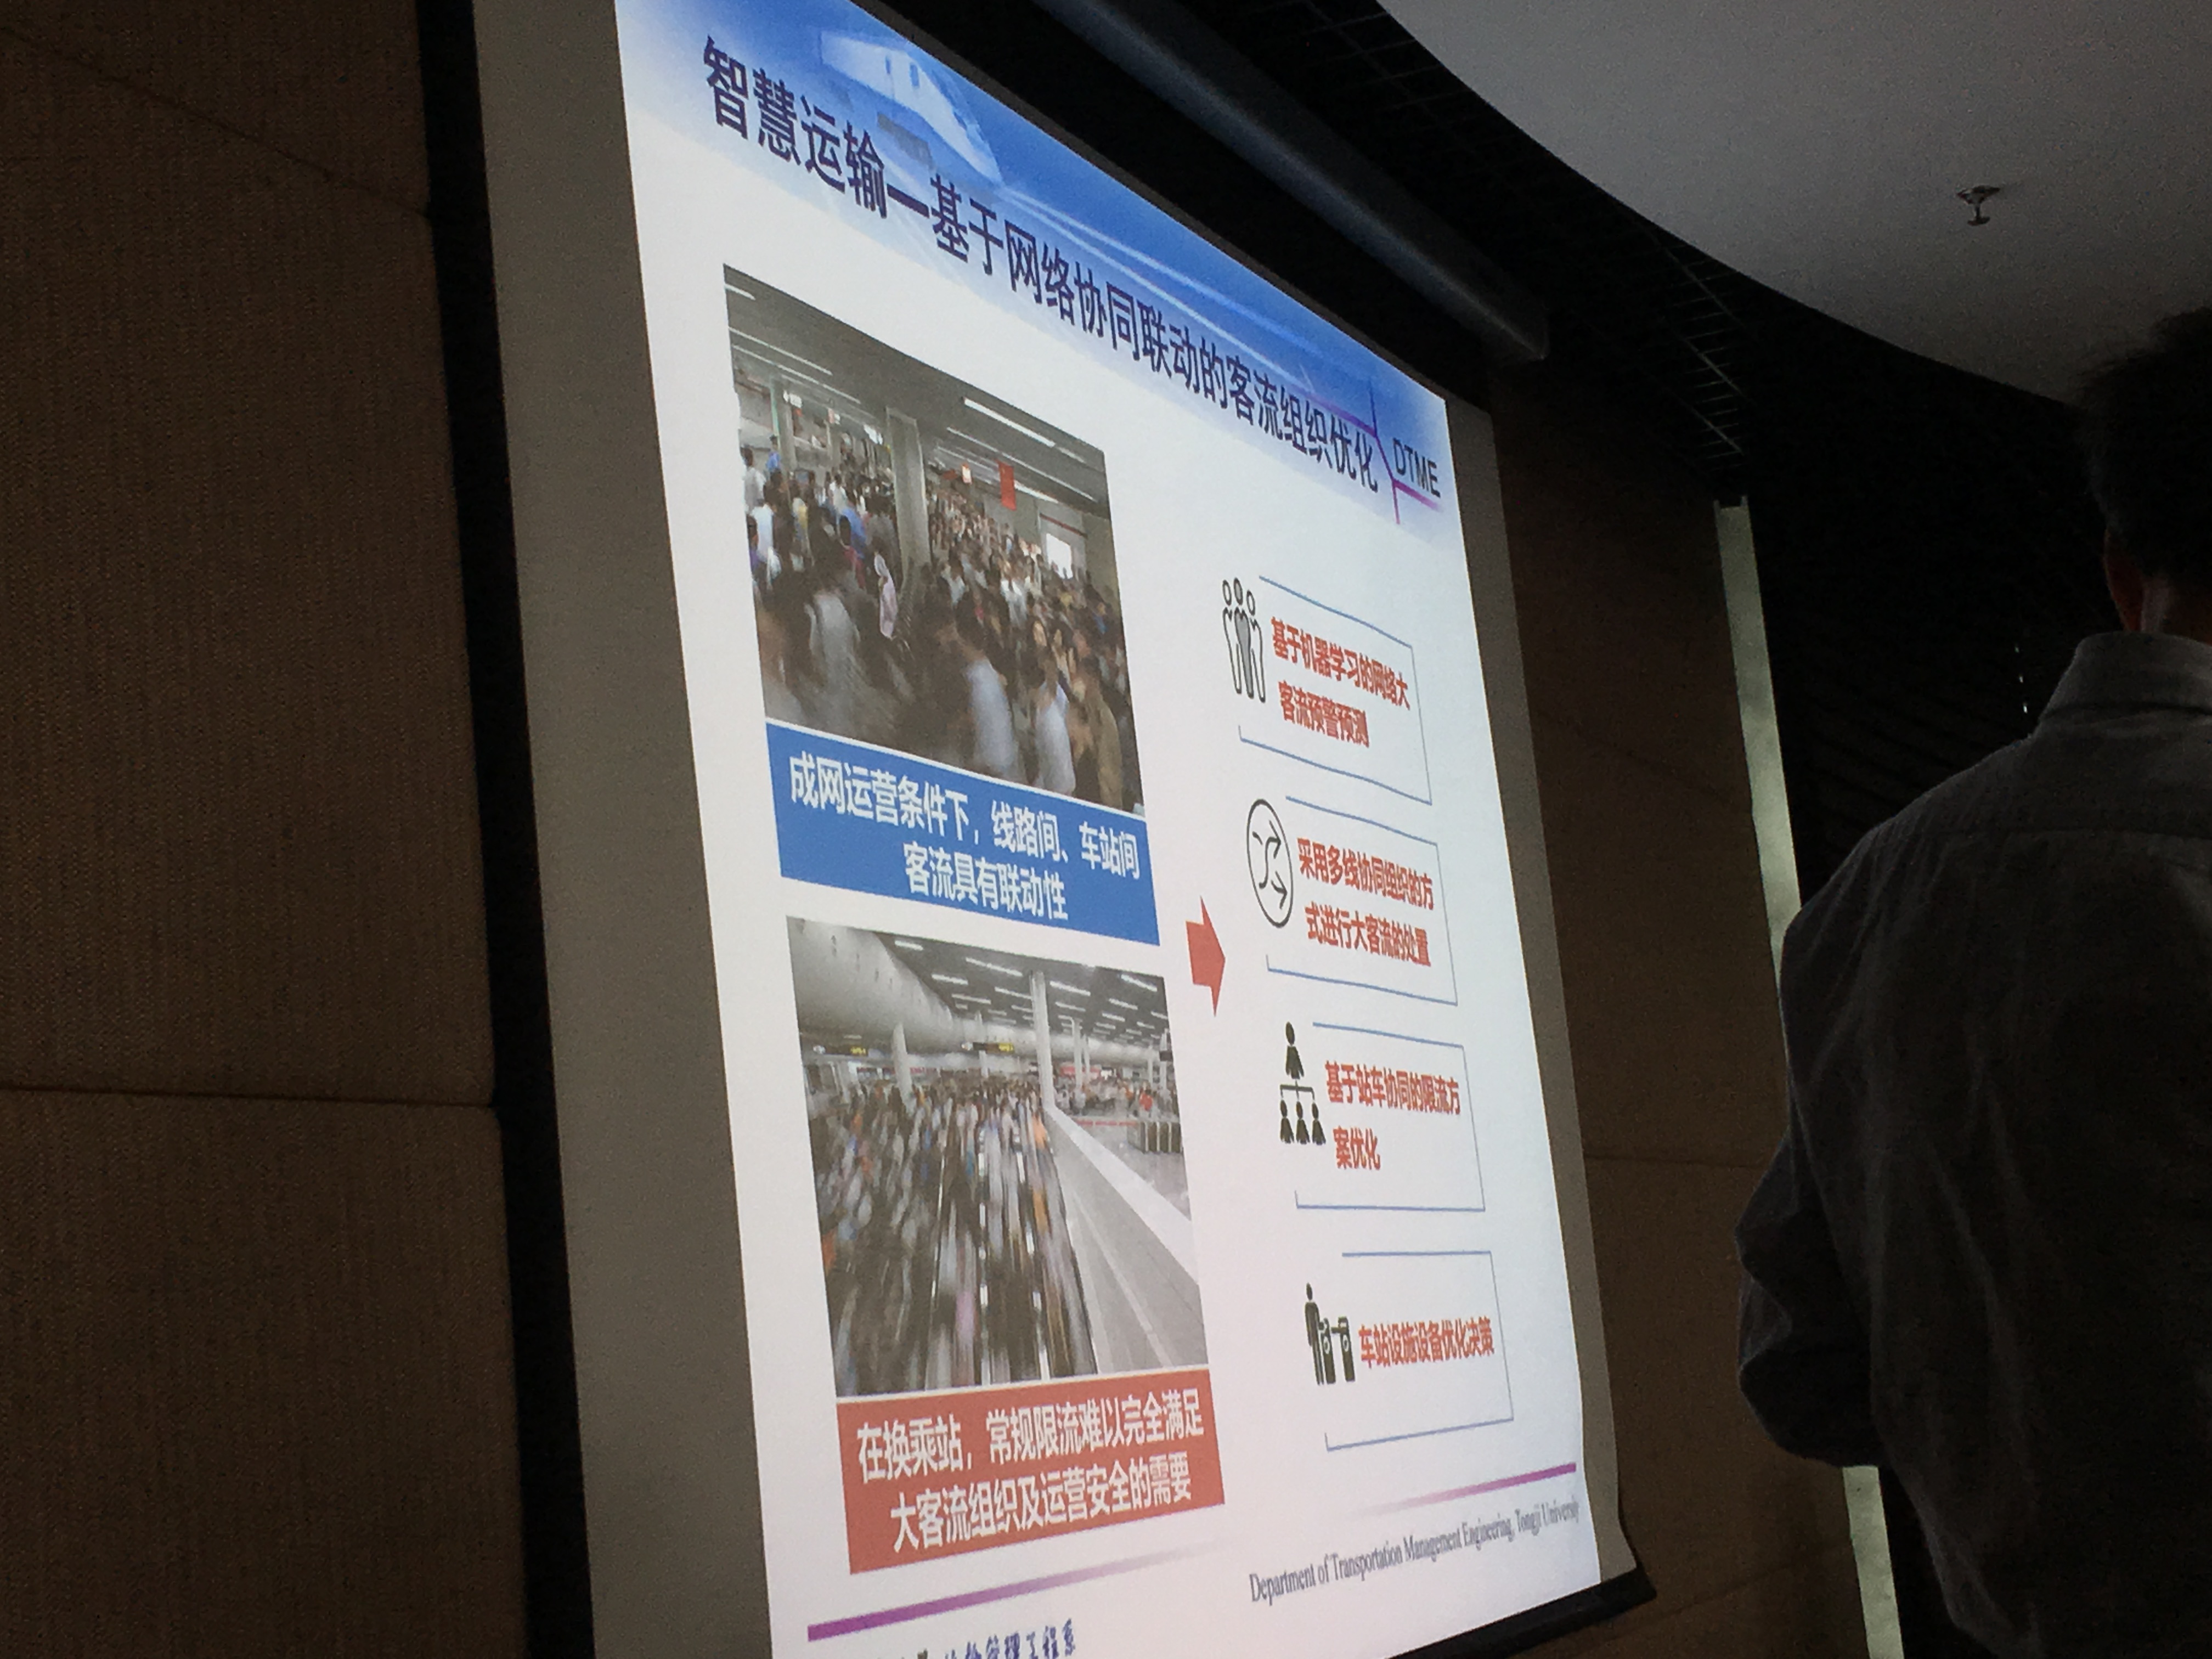 智慧运输—基于网络协同联动的客流组织优化
DTME
成网运营条件下，线路间、车站间
客流具有联动性
在换乘站，常规限流难以完全满足
大客流组织及运营安全的需要
基于机器学习的网络大
客流预警预测
采用多线协同组织的方
式进行大客流的处置
基于站车协同的限流方
案优化
车站设施设备优化决策
Department of Transportation Management Engineering, Tongji University
管理工程系